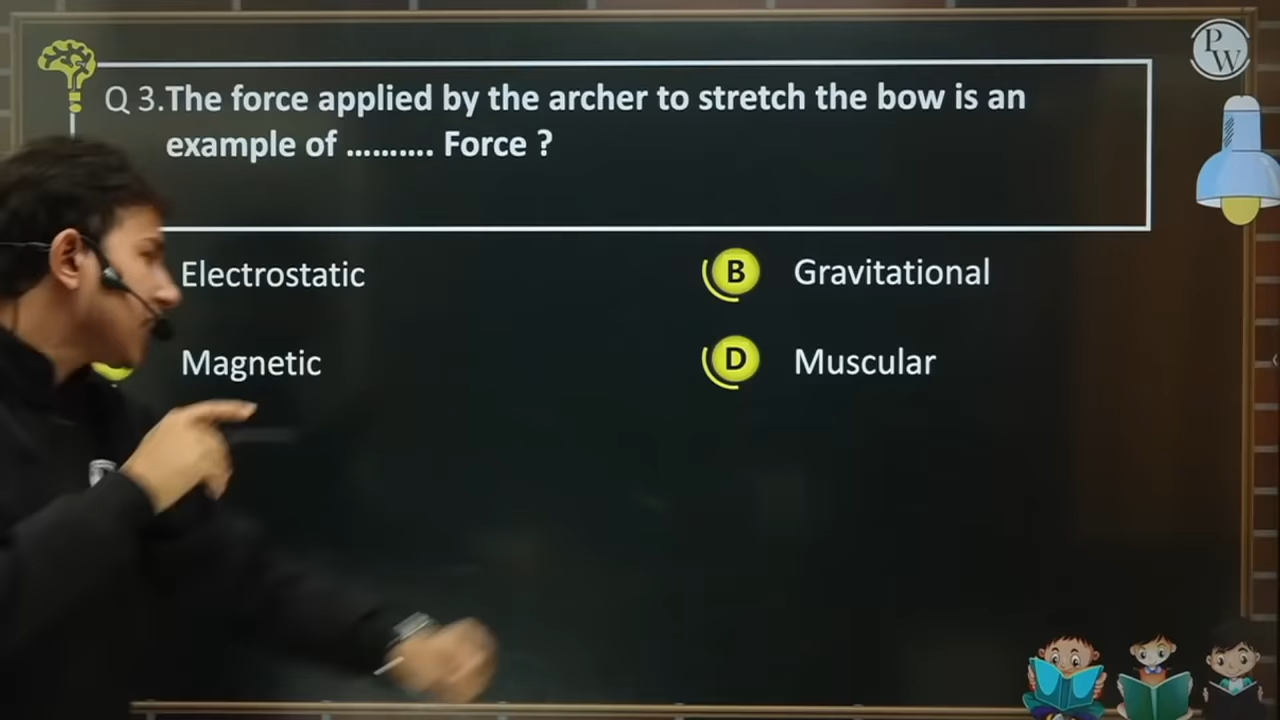 PW
Q 3.The force applied by the archer to stretch the bow is an
example of .......... Force ?
Electrostatic
B Gravitational
Magnetic
D Muscular